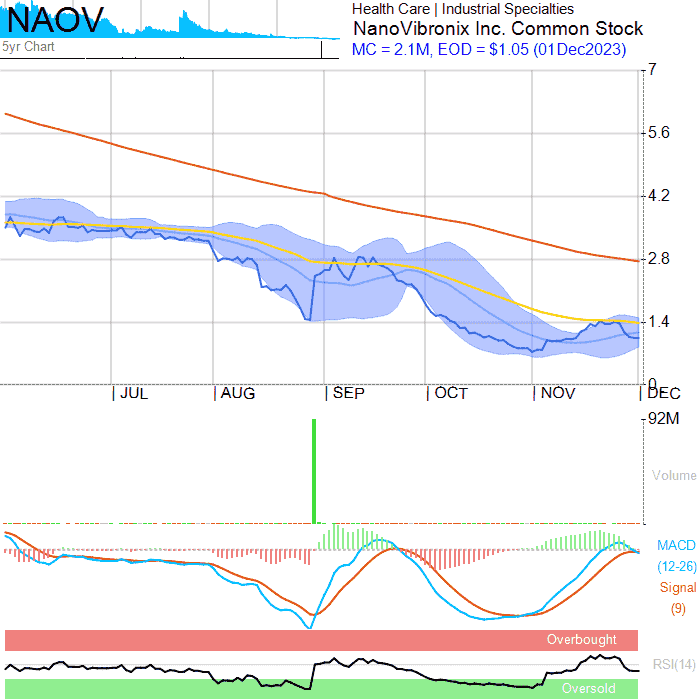 NAOV
5yr Chart
Health Care | Industrial Specialties
NanoVibronix Inc. Common Stock
MC = 2.1M, EOD = $1.05 (01Dec2023)
7
5.6
4.2
2.8
1.4
0
JUL
AUG
SEP
OCT
NOV
DEC
92M
Volume
MACD
(12-26)
Signal
(9)
Overbought
RSI(14)
Oversold